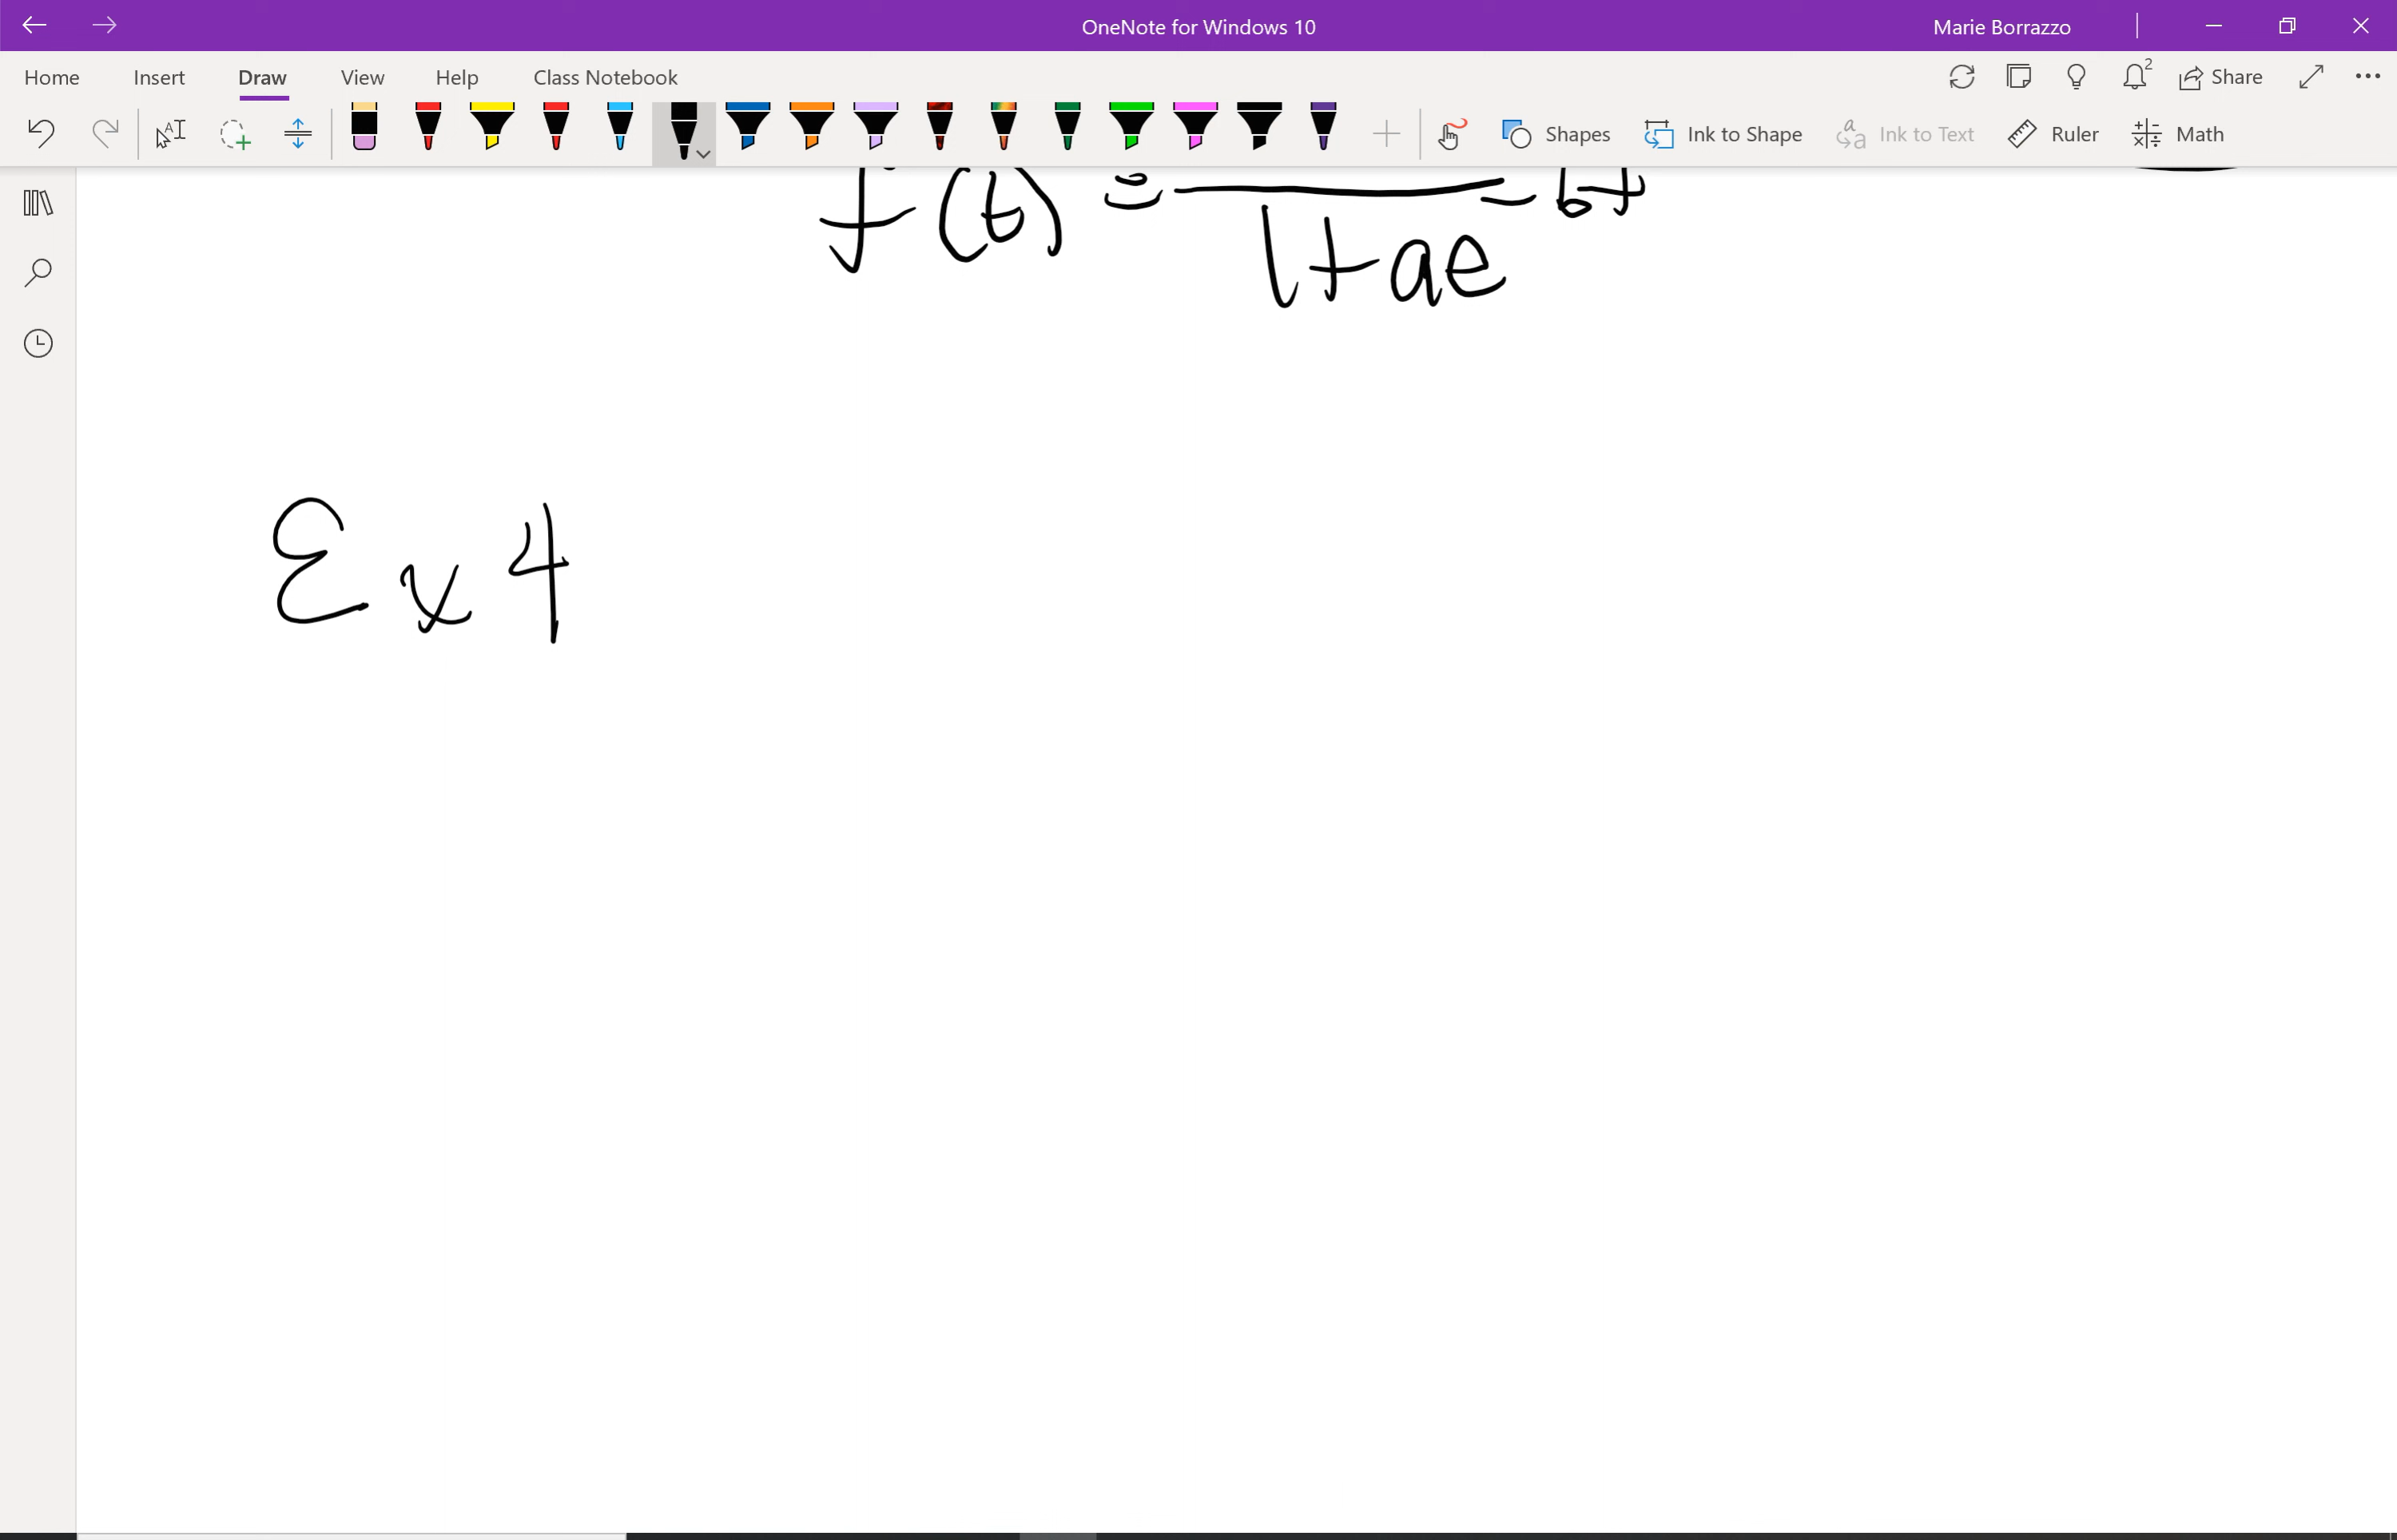 OneNote for Windows 10 Marie Borrazzo
Home Insert Draw View Help Class Notebook 2 Share
Shapes Ink to Shape Ink to Text Ruler Math
f(t) = -bt
1+ae
Ex 4